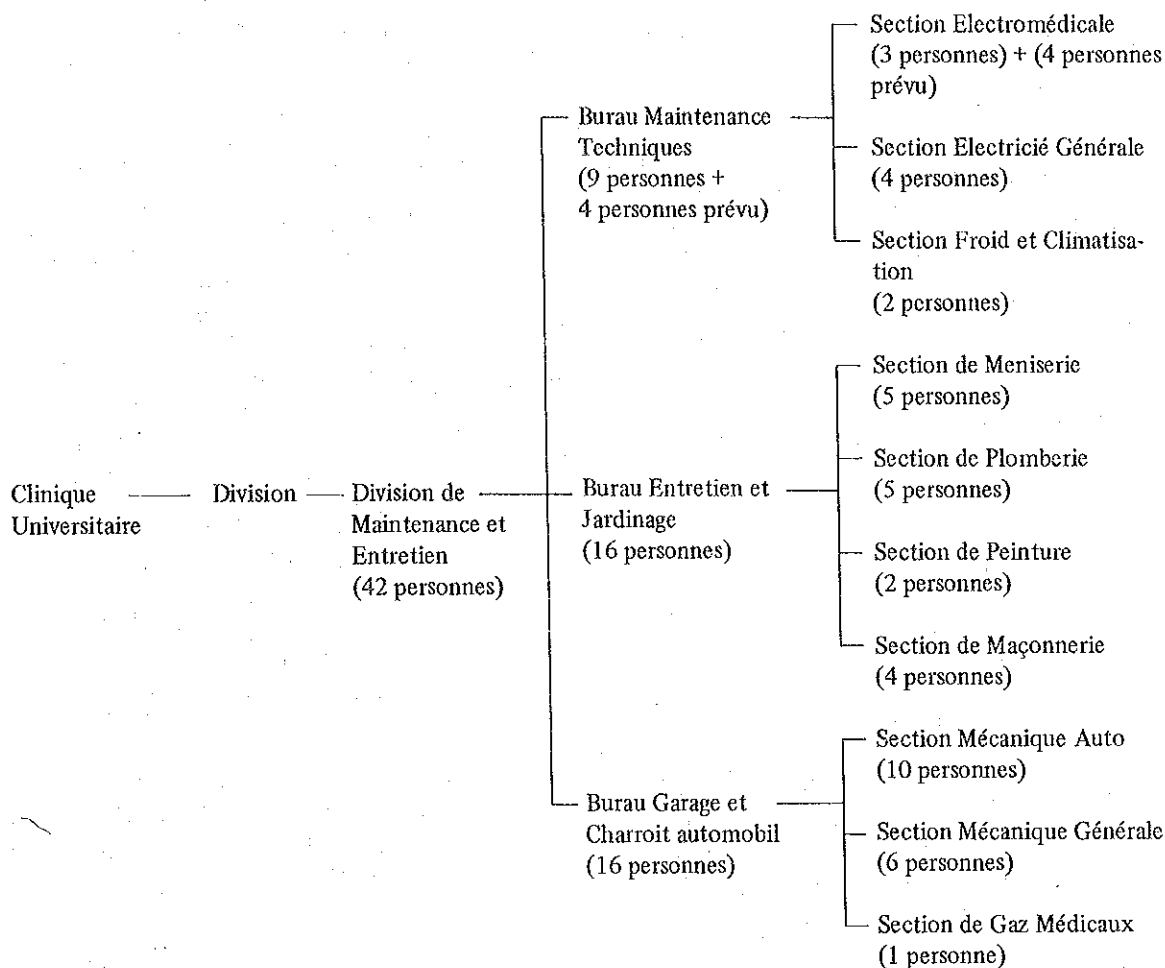 Section Electromédicale
(3 personnes) + (4 personnes
prévu)
Burau Maintenance
Techniques
(9 personnes +
4 personnes prévu)
Section Electricié Générale
(4 personnes)
Section Froid et Climatisa-
tion
(2 personnes)
Section de Meniserie
(5 personnes)
Section de Plomberie
(5 personnes)
Clinique
Universitaire
Division
Division de
Maintenance et
Entretien
(42 personnes)
Burau Entretien et
Jardinage
(16 personnes)
Section de Peinture
(2 personnes)
Section de Maçonnerie
(4 personnes)
Section Mécanique Auto
(10 personnes)
Burau Garage et
Charroit automobil
(16 personnes)
Section Mécanique Générale
(6 personnes)
Section de Gaz Médicaux
(1 personne)